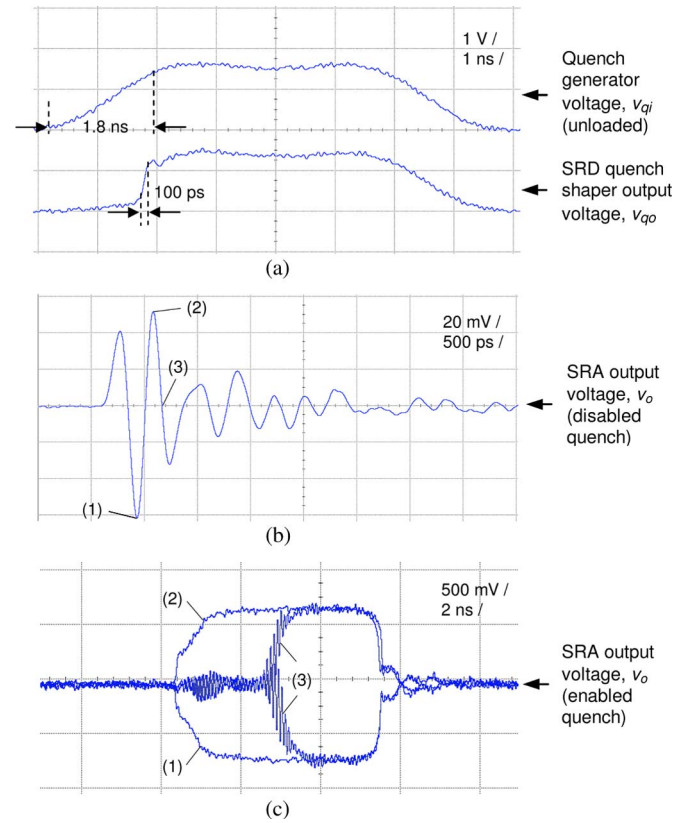 1 V /
1 ns /
1.8 ns
Quench
generator
voltage, vqi
(unloaded)
100 ps
SRD quench
shaper output
voltage, vqo
(a)
(2)
(3)
(1)
20 mV /
500 ps /
SRA output
voltage, vo
(disabled
quench)
(b)
(2)
(3)
(1)
500 mV /
2 ns /
SRA output
voltage, vo
(enabled
quench)
(c)